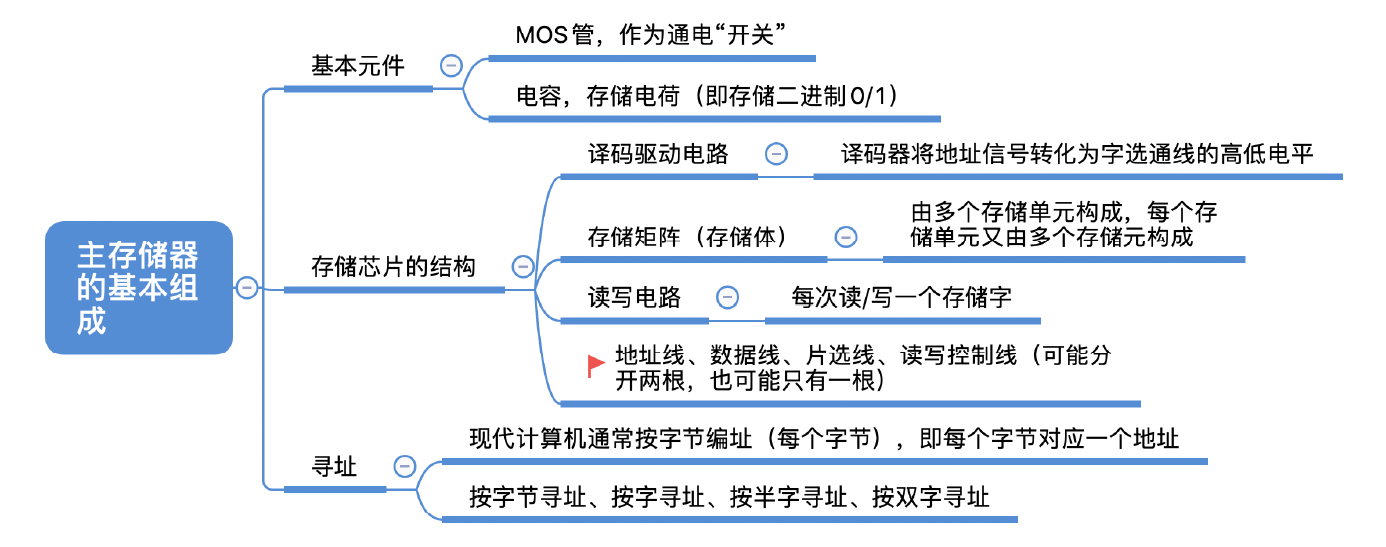 主存储器
的基本组
成
基本元件
MOS管，作为通电“开关”
电容，存储电荷（即存储二进制0/1）
存储芯片的结构
译码驱动电路
译码器将地址信号转化为字选通线的高低电平
存储矩阵（存储体）
由多个存储单元构成，每个存
储单元又由多个存储元构成
读写电路
每次读/写一个存储字
地址线、数据线、片选线、读写控制线（可能分
开两根，也可能只有一根）
寻址
现代计算机通常按字节编址（每个字节），即每个字节对应一个地址
按字节寻址、按字寻址、按半字寻址、按双字寻址